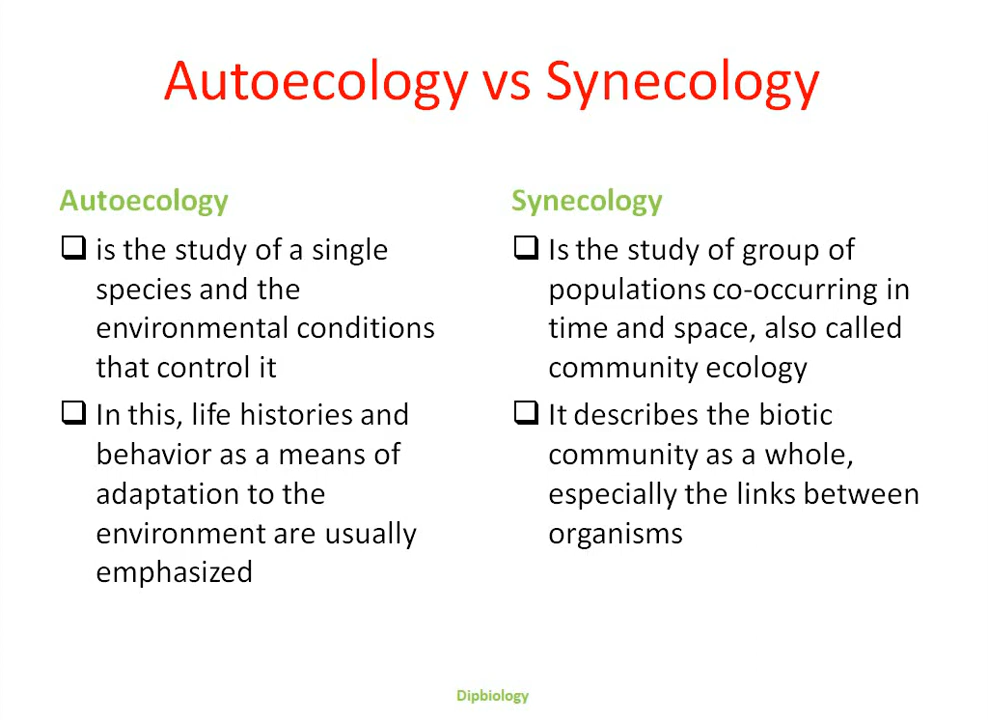 Autoecology vs Synecology
Autoecology
is the study of a single
species and the
environmental conditions
that control it
In this, life histories and
behavior as a means of
adaptation to the
environment are usually
emphasized
Synecology
Is the study of group of
populations co-occurring in
time and space, also called
community ecology
It describes the biotic
community as a whole,
especially the links between
organisms
Dipbiology